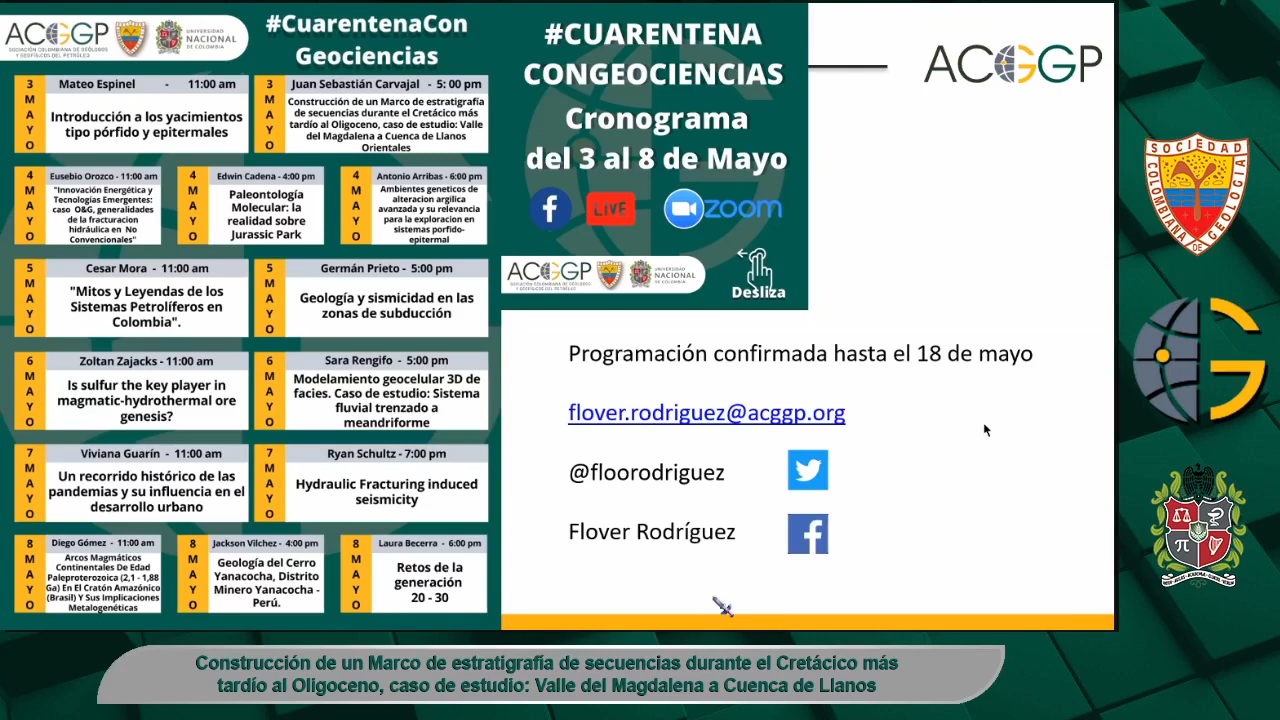 ACGGP
SOCIEDAD COLOMBIANA DE GEÓLOGOS
Y GEOFÍSICOS DEL PETRÓLEO
UNIVERSIDAD
NACIONAL
DE COLOMBIA
#CuarentenaCon
Geociencias
3 MAYO
Mateo Espinel - 11:00 am
Introducción a los yacimientos
tipo pórfido y epitermales
3 MAYO
Juan Sebastián Carvajal - 5: 00 pm
Construcción de un Marco de estratigrafía
de secuencias durante el Cretácico más
tardío al Oligoceno, caso de estudio: Valle
del Magdalena a Cuenca de Llanos
Orientales
4 MAYO
Eusebio Orozco - 11:00 am
"Innovación Energética y
Tecnologías Emergentes:
caso O&G, generalidades
de la fracturacion
hidráulica en No
Convencionales"
4 MAYO
Edwin Cadena - 4:00 pm
Paleontología
Molecular: la
realidad sobre
Jurassic Park
4 MAYO
Antonio Arribas - 6:00 pm
Ambientes geneticos de
alteracion argilica
avanzada y su relevancia
para la exploracion en
sistemas porfido-
epitermal
5 MAYO
Cesar Mora - 11:00 am
"Mitos y Leyendas de los
Sistemas Petrolíferos en
Colombia".
5 MAYO
Germán Prieto - 5:00 pm
Geología y sismicidad en las
zonas de subducción
6 MAYO
Zoltan Zajacks - 11:00 am
Is sulfur the key player in
magmatic-hydrothermal ore
genesis?
6 MAYO
Sara Rengifo - 5:00 pm
Modelamiento geocelular 3D de
facies. Caso de estudio: Sistema
fluvial trenzado a
meandriforme
7 MAYO
Viviana Guarín - 11:00 am
Un recorrido histórico de las
pandemias y su influencia en el
desarrollo urbano
7 MAYO
Ryan Schultz - 7:00 pm
Hydraulic Fracturing induced
seismicity
8 MAYO
Diego Gómez - 11:00 am
Arcos Magmáticos
Continentales De Edad
Paleproterozoica (2,1 - 1,88
Ga) En El Cratón Amazónico
(Brasil) Y Sus Implicaciones
Metalogenéticas
8 MAYO
Jackson Vilchez - 4:00 pm
Geología del Cerro
Yanacocha, Distrito
Minero Yanacocha -
Perú.
8 MAYO
Laura Becerra - 6:00 pm
Retos de la
generación
20 - 30
#CUARENTENA
CONGEOCIENCIAS
Cronograma
del 3 al 8 de Mayo
LIVE
zoom
ACGGP
UNIVERSIDAD
NACIONAL
DE COLOMBIA
Desliza
ACGGP
Programación confirmada hasta el 18 de mayo
flover.rodriguez@acggp.org
@floorodriguez
Flover Rodríguez
SOCIEDAD
COLOMBIANA DE GEOLOGIA
G
Construcción de un Marco de estratigrafía de secuencias durante el Cretácico más
tardío al Oligoceno, caso de estudio: Valle del Magdalena a Cuenca de Llanos